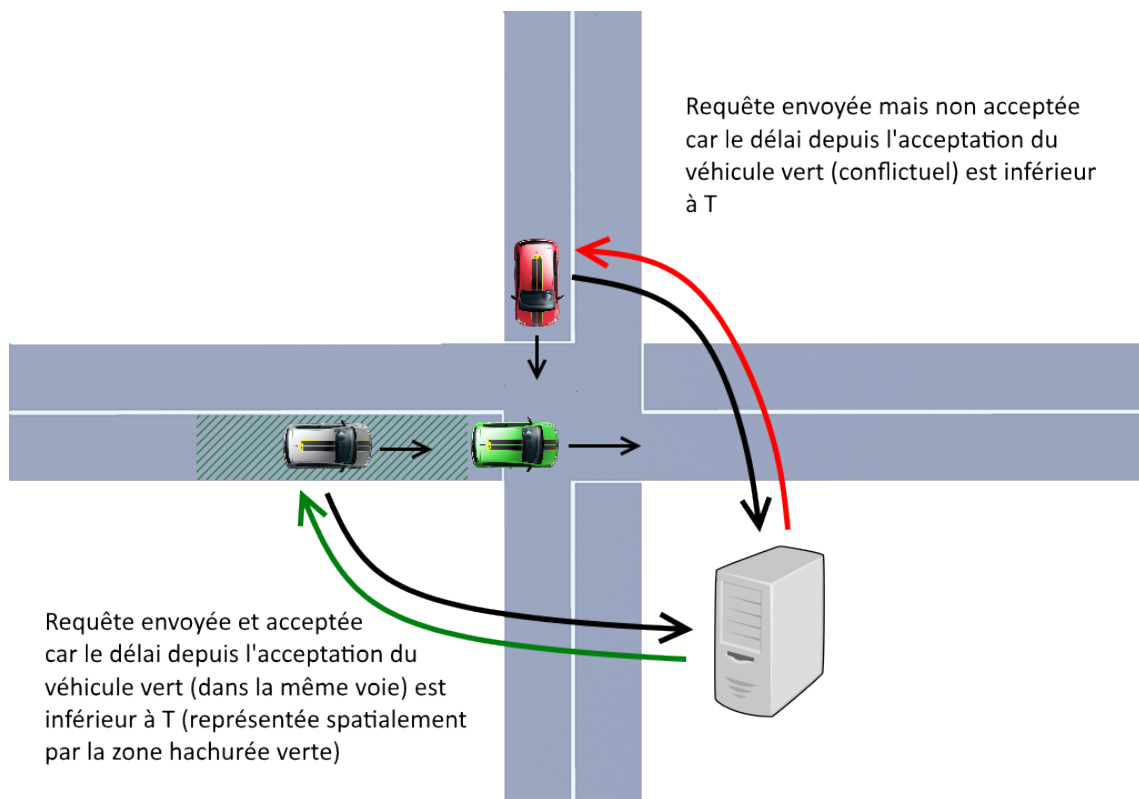 Requête envoyée mais non acceptée
car le délai depuis l'acceptation du
véhicule vert (conflictuel) est inférieur
à T
Requête envoyée et acceptée
car le délai depuis l'acceptation du
véhicule vert (dans la même voie) est
inférieur à T (représentée spatialement
par la zone hachurée verte)